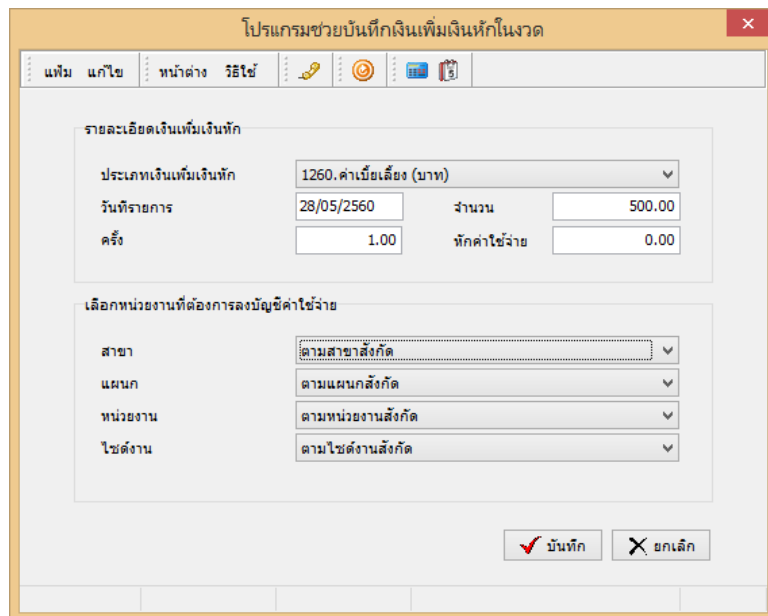 โปรแกรมช่วยบันทึกเงินเพิ่มเงินหักในงวด
แฟ้ม แก้ไข หน้าต่าง วิธีใช้
รายละเอียดเงินเพิ่มเงินหัก
ประเภทเงินเพิ่มเงินหัก 1260.ค่าเบี้ยเลี้ยง (บาท)
วันที่รายการ 28/05/2560 จำนวน 500.00
ครั้ง 1.00 หักค่าใช้จ่าย 0.00
เลือกหน่วยงานที่ต้องการลงบัญชีค่าใช้จ่าย
สาขา ตามสาขาสังกัด
แผนก ตามแผนกสังกัด
หน่วยงาน ตามหน่วยงานสังกัด
ไซด์งาน ตามไซด์งานสังกัด
บันทึก ยกเลิก